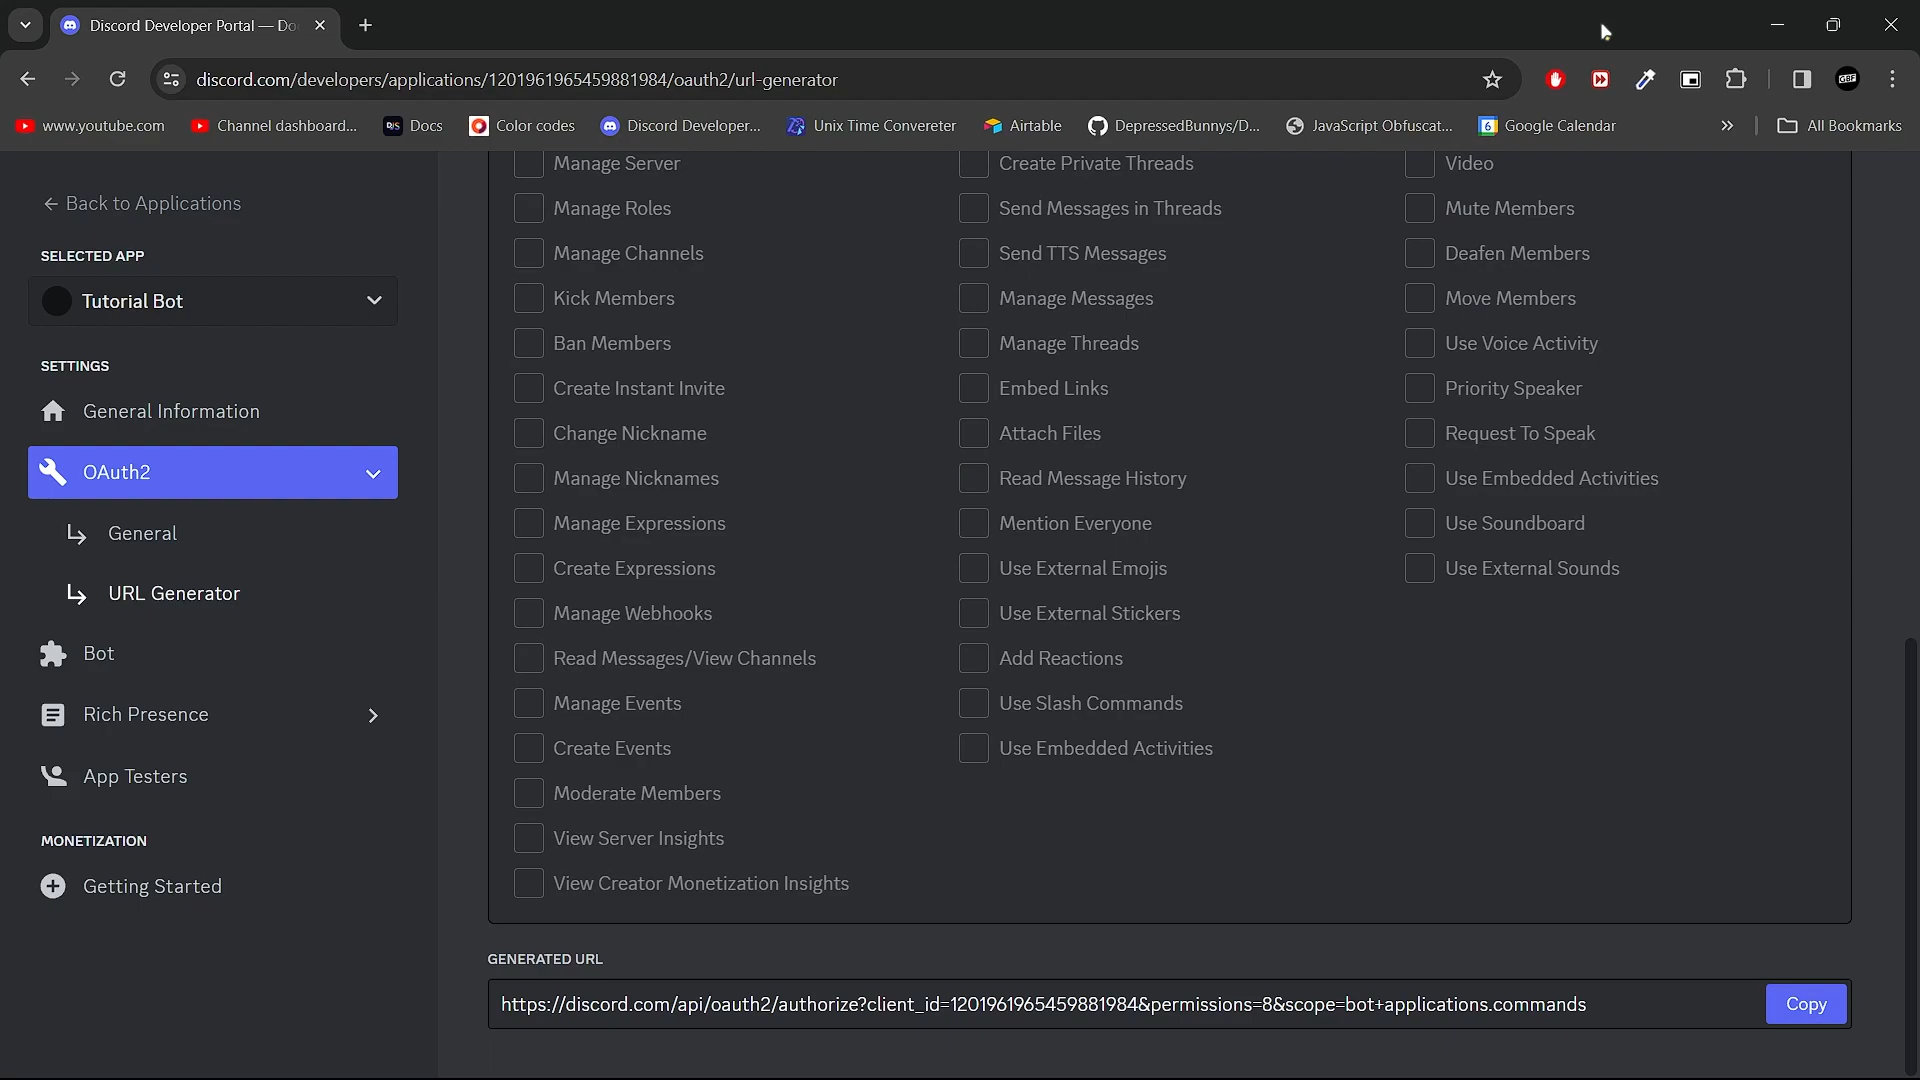 Discord Developer Portal — Do
discord.com/developers/applications/1201961965459881984/oauth2/url-generator
GBF
www.youtube.com
Channel dashboard...
DJS
Docs
Color codes
Discord Developer...
Unix Time Convereter
Airtable
DepressedBunnys/D...
JavaScript Obfuscat...
6
Google Calendar
All Bookmarks
Back to Applications
SELECTED APP
Tutorial Bot
SETTINGS
General Information
OAuth2
General
URL Generator
Bot
Rich Presence
App Testers
MONETIZATION
Getting Started
Manage Server
Manage Roles
Manage Channels
Kick Members
Ban Members
Create Instant Invite
Change Nickname
Manage Nicknames
Manage Expressions
Create Expressions
Manage Webhooks
Read Messages/View Channels
Manage Events
Create Events
Moderate Members
View Server Insights
View Creator Monetization Insights
Create Private Threads
Send Messages in Threads
Send TTS Messages
Manage Messages
Manage Threads
Embed Links
Attach Files
Read Message History
Mention Everyone
Use External Emojis
Use External Stickers
Add Reactions
Use Slash Commands
Use Embedded Activities
Video
Mute Members
Deafen Members
Move Members
Use Voice Activity
Priority Speaker
Request To Speak
Use Embedded Activities
Use Soundboard
Use External Sounds
GENERATED URL
https://discord.com/api/oauth2/authorize?client_id=1201961965459881984&permissions=8&scope=bot+applications.commands
Copy